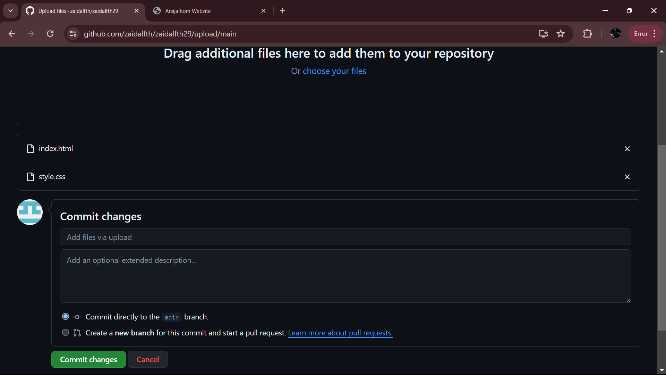 Upload files · zaidalfth/zaidalfth29
Arejaltom Website
github.com/zaidalfth/zaidalfth29/upload/main
Error
Drag additional files here to add them to your repository
Or choose your files
index.html
style.css
Commit changes
Add files via upload
Add an optional extended description...
Commit directly to the main branch.
Create a new branch for this commit and start a pull request. Learn more about pull requests.
Commit changes
Cancel